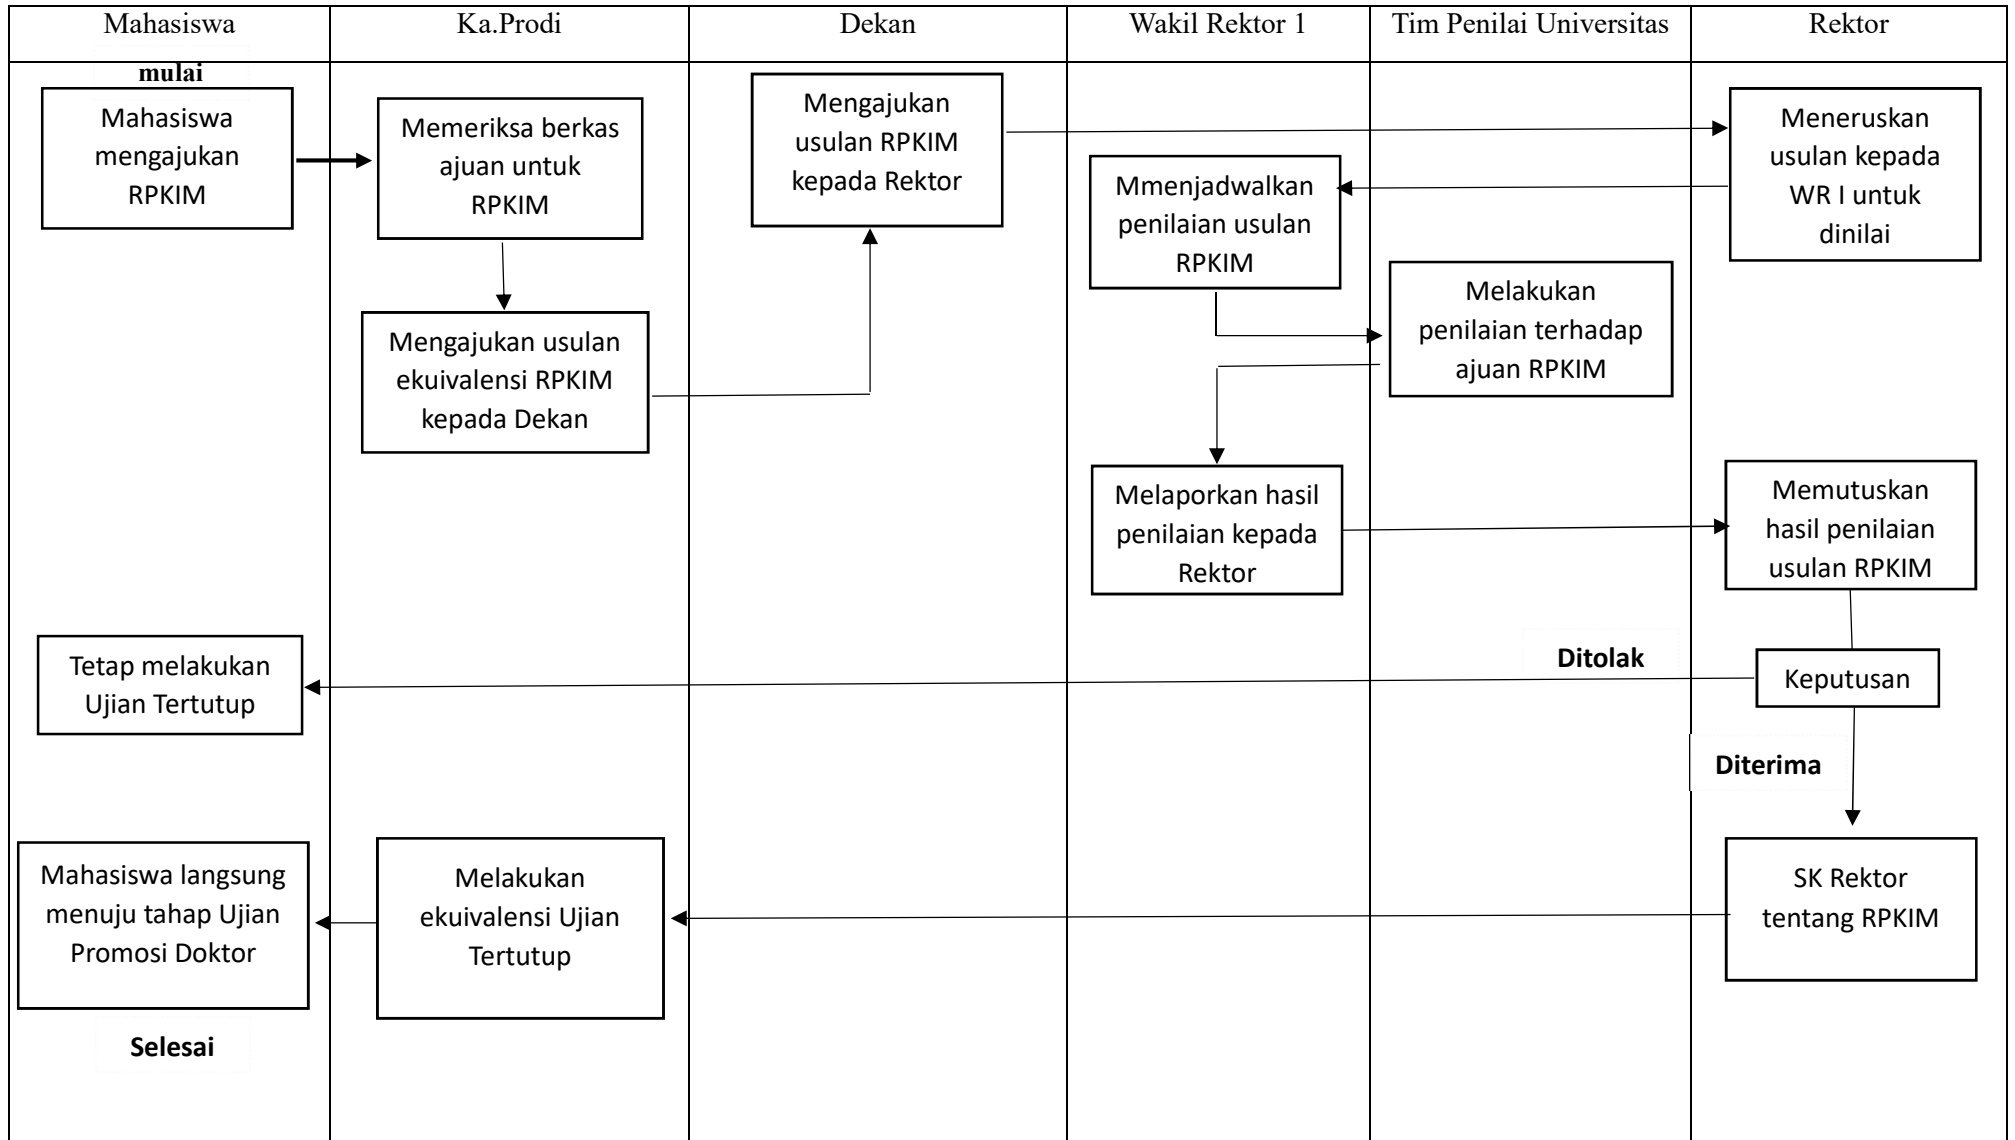 Mahasiswa
Ka.Prodi
Dekan
Wakil Rektor 1
Tim Penilai Universitas
Rektor
mulai
Mahasiswa
mengajukan
RPKIM
Memeriksa berkas
ajuan untuk
RPKIM
Mengajukan usulan
ekuivalensi RPKIM
kepada Dekan
Mengajukan
usulan RPKIM
kepada Rektor
Meneruskan
usulan kepada
WR I untuk
dinilai
Mmenjadwalkan
penilaian usulan
RPKIM
Melakukan
penilaian terhadap
ajuan RPKIM
Melaporkan hasil
penilaian kepada
Rektor
Memutuskan
hasil penilaian
usulan RPKIM
Keputusan
Ditolak
Tetap melakukan
Ujian Tertutup
Diterima
SK Rektor
tentang RPKIM
Melakukan
ekuivalensi Ujian
Tertutup
Mahasiswa langsung
menuju tahap Ujian
Promosi Doktor
Selesai